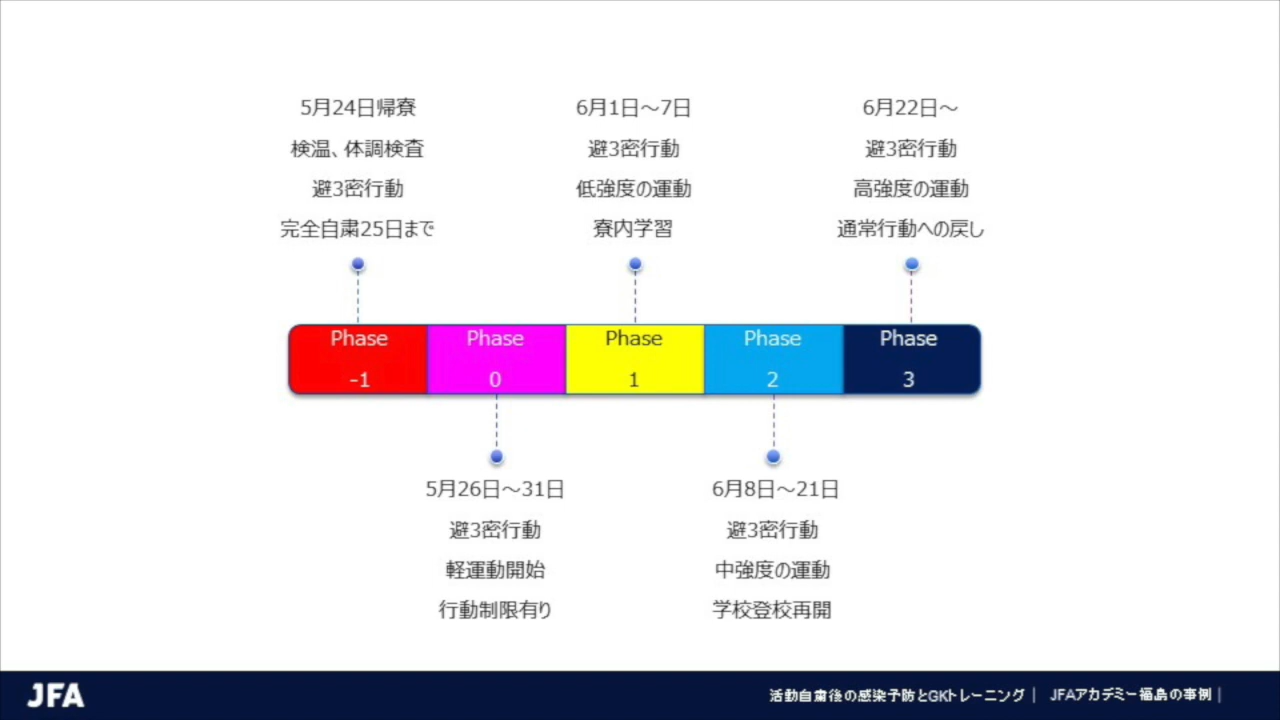 5月24日帰寮
検温、体調検査
避3密行動
完全自粛25日まで
6月1日～7日
避3密行動
低強度の運動
寮内学習
6月22日～
避3密行動
高強度の運動
通常行動への戻し
Phase
-1
Phase
0
Phase
1
Phase
2
Phase
3
5月26日～31日
避3密行動
軽運動開始
行動制限有り
6月8日～21日
避3密行動
中強度の運動
学校登校再開
JFA
活動自粛後の感染予防とGKトレーニング｜ JFAアカデミー福島の事例｜